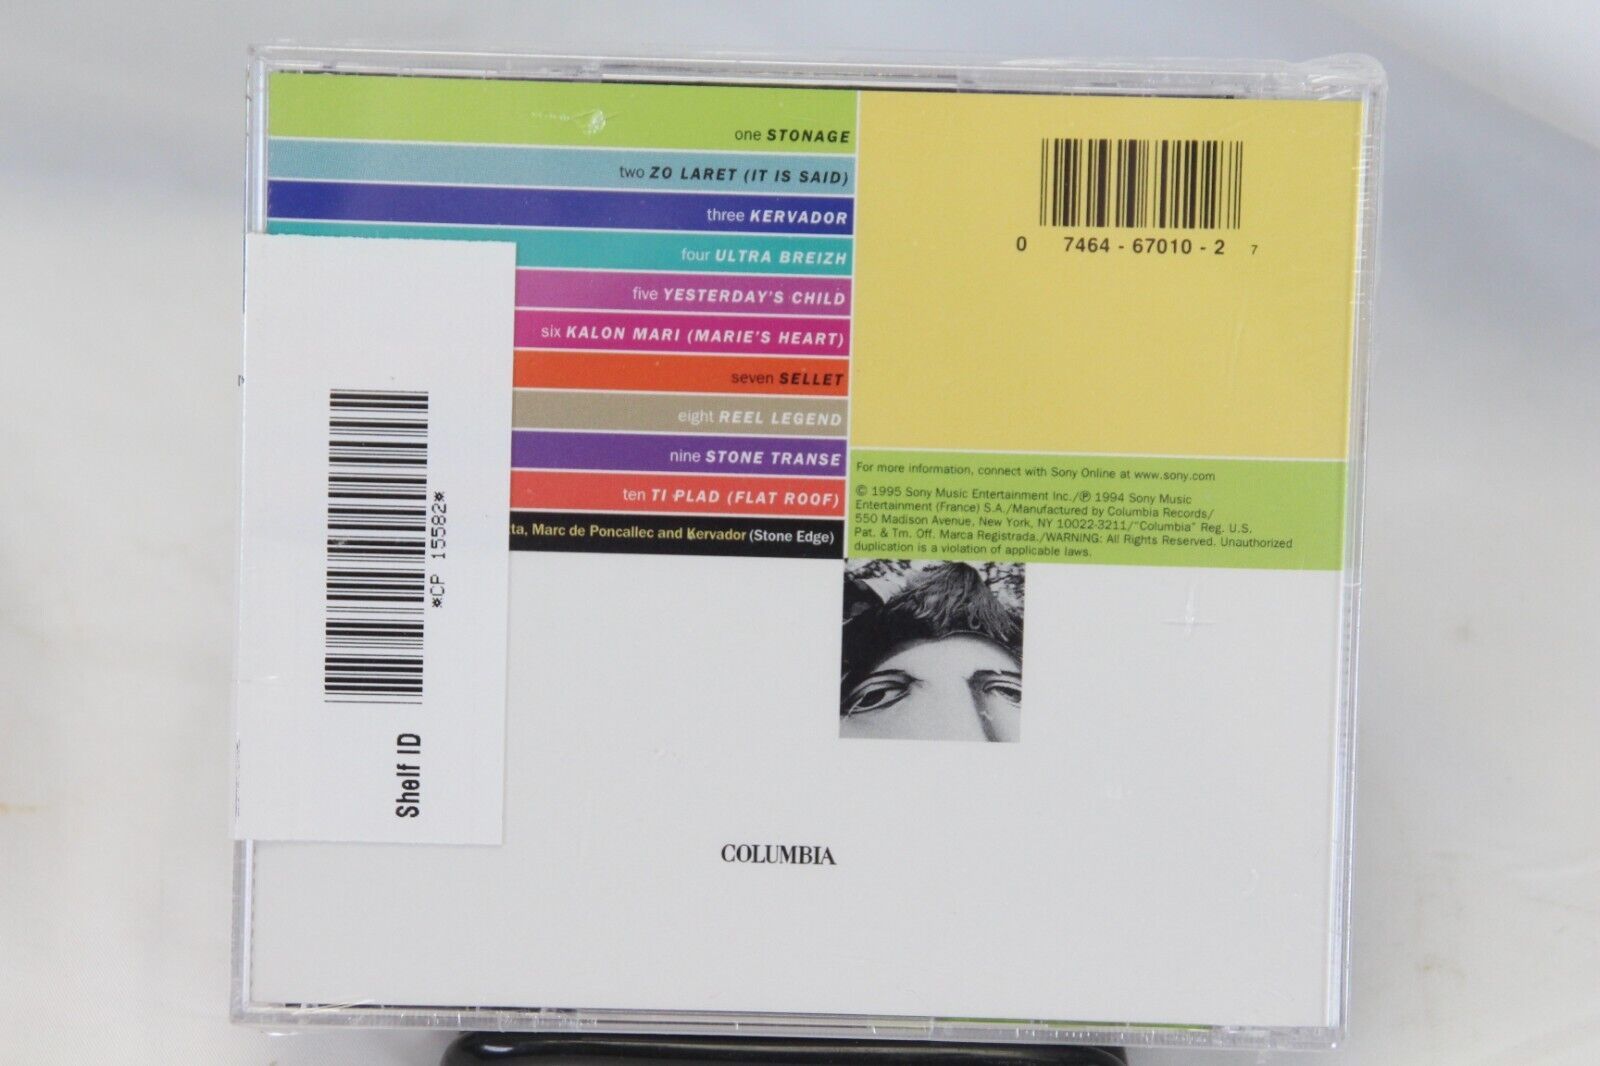 one STONAGE
two ZO LARET (IT IS SAID)
three KERVADOR
four ULTRA BREIZH
five YESTERDAY'S CHILD
six KALON MARI (MARIE'S HEART)
seven SELLET
eight REEL LEGEND
nine STONE TRANSE
ten TI PLAD (FLAT ROOF)
Marc de Poncallec and Kervador (Stone Edge)
0 7464 - 67010 - 2 7
For more information, connect with Sony Online at www.sony.com
© 1995 Sony Music Entertainment Inc./℗ 1994 Sony Music
Entertainment (France) S.A./Manufactured by Columbia Records/
550 Madison Avenue, New York, NY 10022-3211/"Columbia" Reg. U.S.
Pat. & Tm. Off. Marca Registrada./WARNING: All Rights Reserved. Unauthorized
duplication is a violation of applicable laws.
*CP 15582*
Shelf ID
COLUMBIA